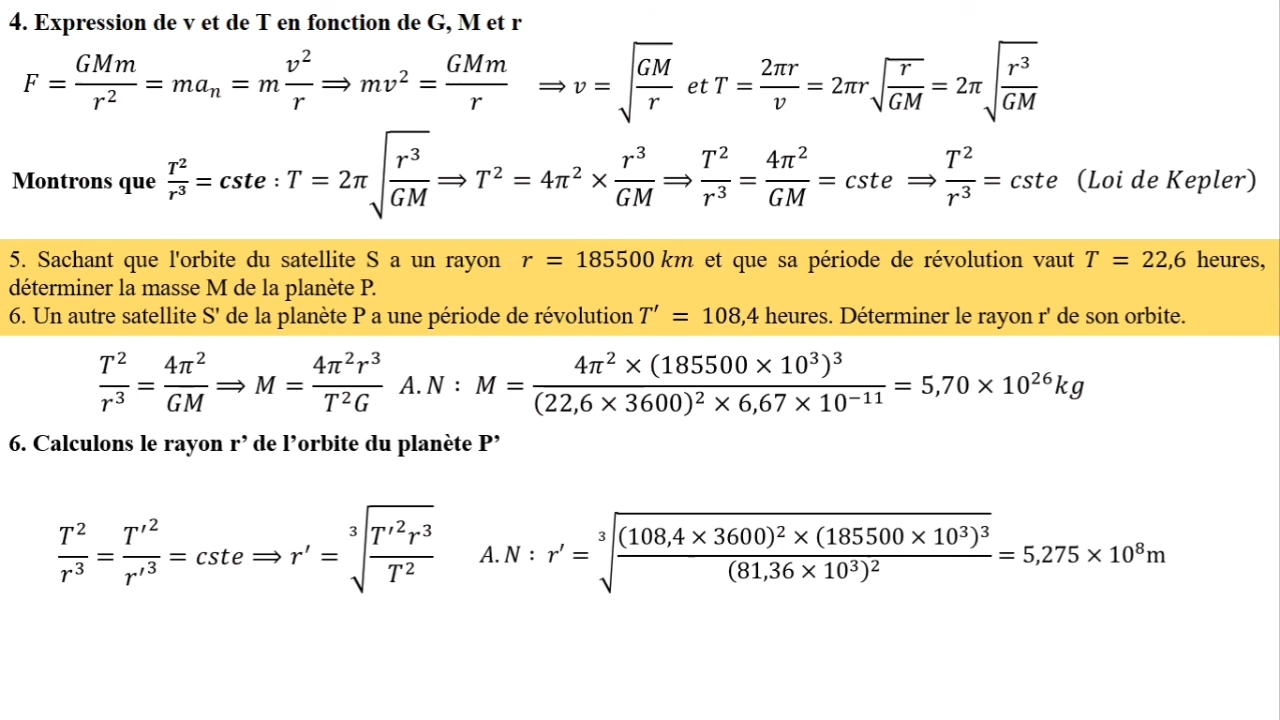 4. Expression de v et de T en fonction de G, M et r
F = GMm/r² = maₙ = m v²/r ⟹ mv² = GMm/r ⟹ v = √(GM/r) et T = 2πr/v = 2πr√(r/GM) = 2π√(r³/GM)
Montrons que T²/r³ = cste : T = 2π√(r³/GM) ⟹ T² = 4π² × r³/GM ⟹ T²/r³ = 4π²/GM = cste ⟹ T²/r³ = cste (Loi de Kepler)
5. Sachant que l'orbite du satellite S a un rayon r = 185500 km et que sa période de révolution vaut T = 22,6 heures,
déterminer la masse M de la planète P.
6. Un autre satellite S' de la planète P a une période de révolution T′ = 108,4 heures. Déterminer le rayon r' de son orbite.
T²/r³ = 4π²/GM ⟹ M = 4π²r³/T²G A.N : M = 4π² × (185500 × 10³)³/(22,6 × 3600)² × 6,67 × 10⁻¹¹ = 5,70 × 10²⁶kg
6. Calculons le rayon r’ de l’orbite du planète P’
T²/r³ = T′²/r′³ = cste ⟹ r′ = ³√(T′²r³/T²) A.N : r′ = ³√((108,4 × 3600)² × (185500 × 10³)³/(81,36 × 10³)²) = 5,275 × 10⁸m